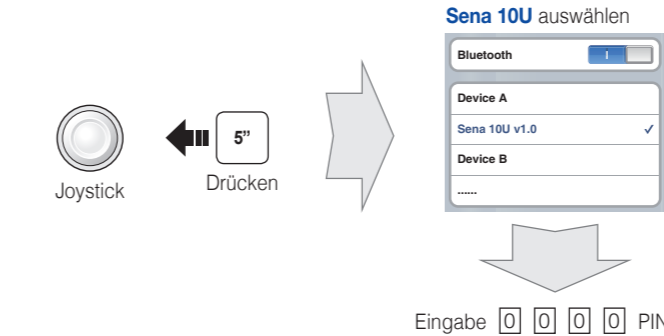 Sena 10U auswählen
Bluetooth
I
Device A
Sena 10U v1.0 ✓
Device B
......
5”
Drücken
Joystick
Eingabe 0 0 0 0 PIN